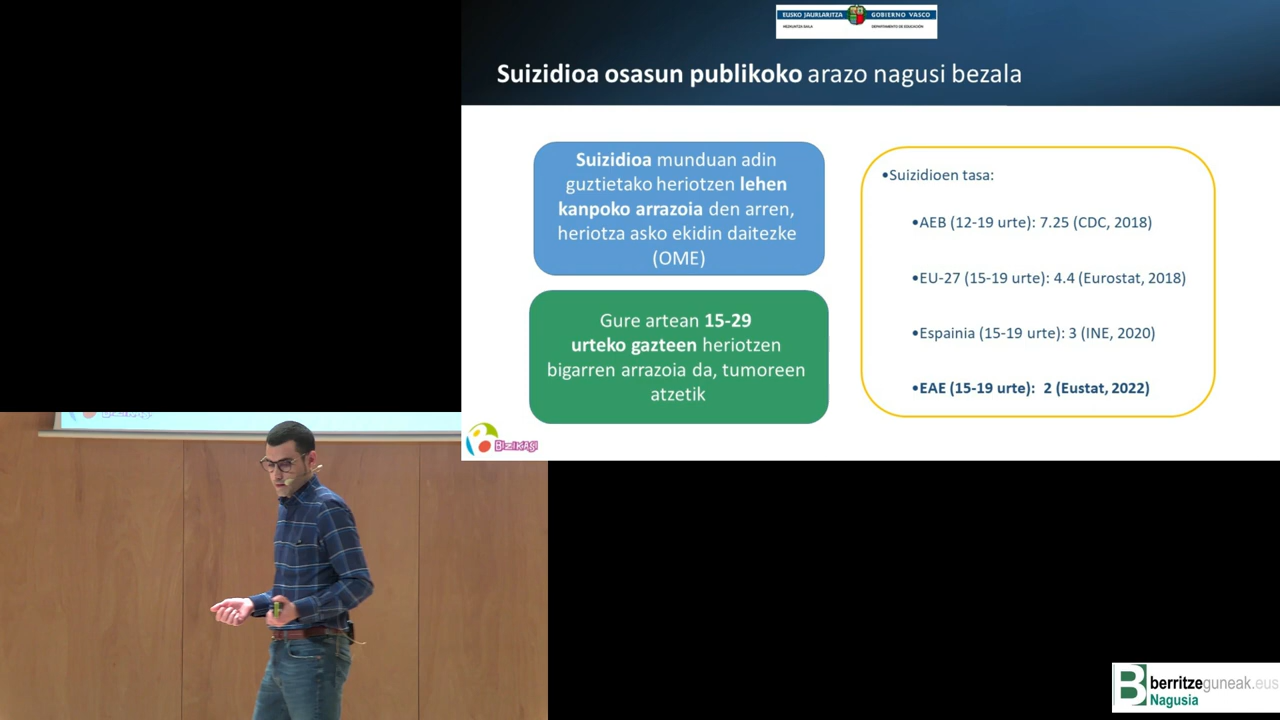 EUSKO JAURLARITZA
GOBIERNO VASCO
HEZKUNTZA SAILA
DEPARTAMENTO DE EDUCACIÓN
Suizidioa osasun publikoko arazo nagusi bezala
Suizidioa munduan adin
guztietako heriotzen lehen
kanpoko arrazoia den arren,
heriotza asko ekidin daitezke
(OME)
Gure artean 15-29
urteko gazteen heriotzen
bigarren arrazoia da, tumoreen
atzetik
•Suizidioen tasa:
•AEB (12-19 urte): 7.25 (CDC, 2018)
•EU-27 (15-19 urte): 4.4 (Eurostat, 2018)
•Espainia (15-19 urte): 3 (INE, 2020)
•EAE (15-19 urte): 2 (Eustat, 2022)
BIZIKASI
berritzeguneak.eus
Nagusia